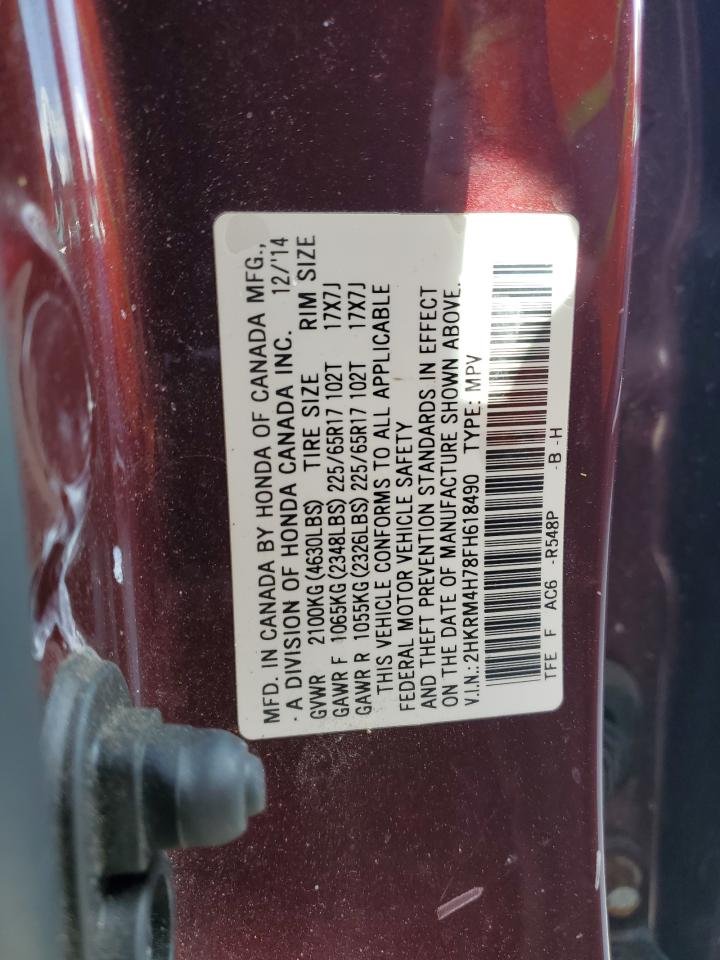 MFD. IN CANADA BY HONDA OF CANADA MFG.,
A DIVISION OF HONDA CANADA INC. 12/'14
GVWR 2100KG (4630LBS) TIRE SIZE RIM SIZE
GAWR F 1065KG (2348LBS) 225/65R17 102T 17X7J
GAWR R 1055KG (2326LBS) 225/65R17 102T 17X7J
THIS VEHICLE CONFORMS TO ALL APPLICABLE
FEDERAL MOTOR VEHICLE SAFETY
AND THEFT PREVENTION STANDARDS IN EFFECT
ON THE DATE OF MANUFACTURE SHOWN ABOVE.
V.I.N.: 2HKRM4H78FH618490 TYPE: MPV
TFE F AC6 -R548P -B -H